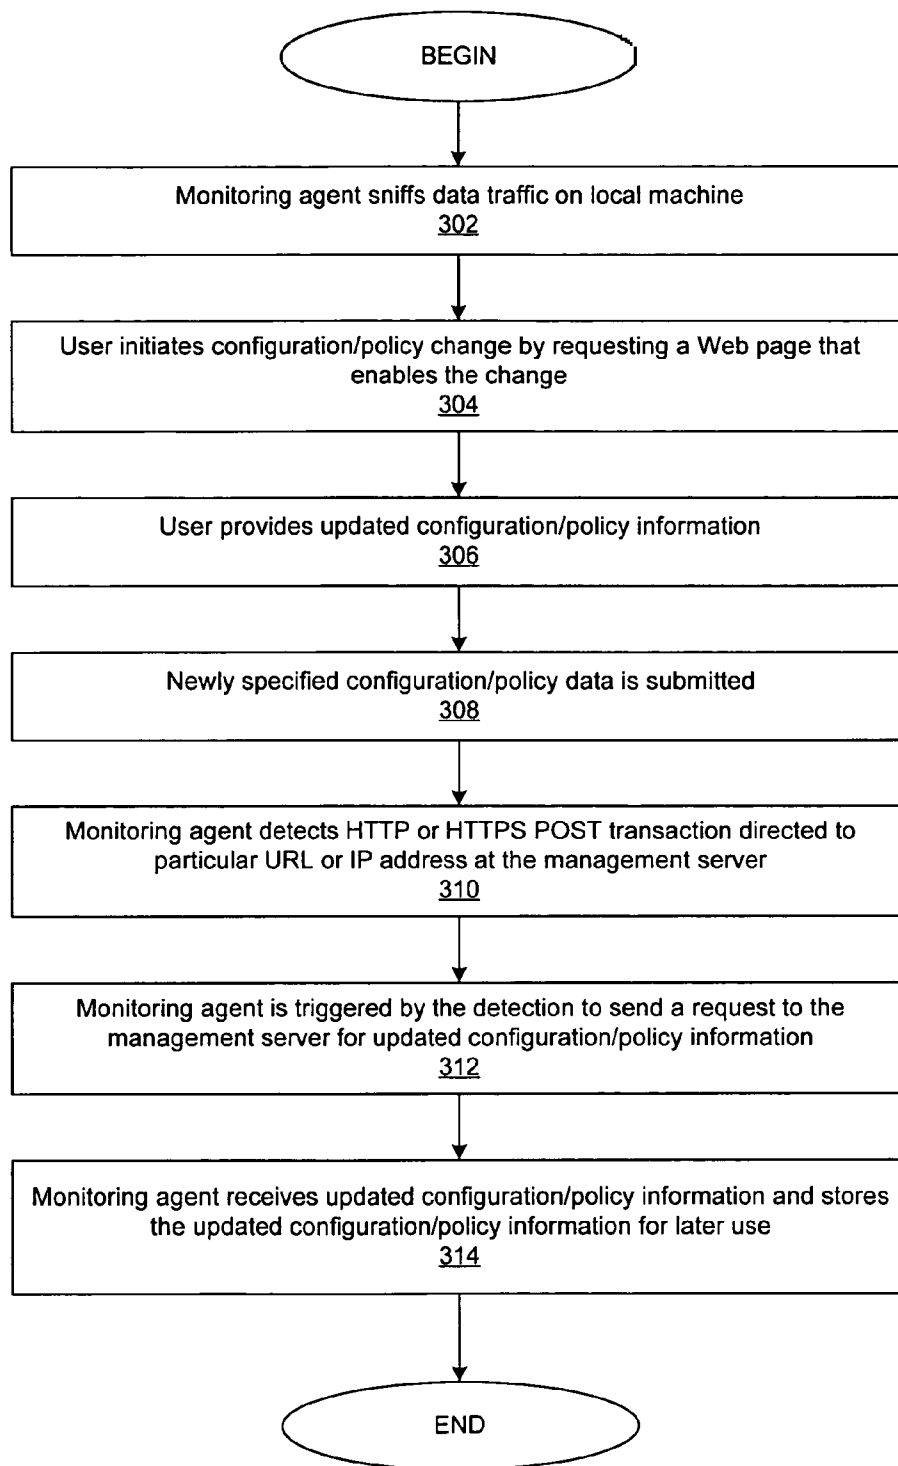 BEGIN
Monitoring agent sniffs data traffic on local machine
302
User initiates configuration/policy change by requesting a Web page that
enables the change
304
User provides updated configuration/policy information
306
Newly specified configuration/policy data is submitted
308
Monitoring agent detects HTTP or HTTPS POST transaction directed to
particular URL or IP address at the management server
310
Monitoring agent is triggered by the detection to send a request to the
management server for updated configuration/policy information
312
Monitoring agent receives updated configuration/policy information and stores
the updated configuration/policy information for later use
314
END